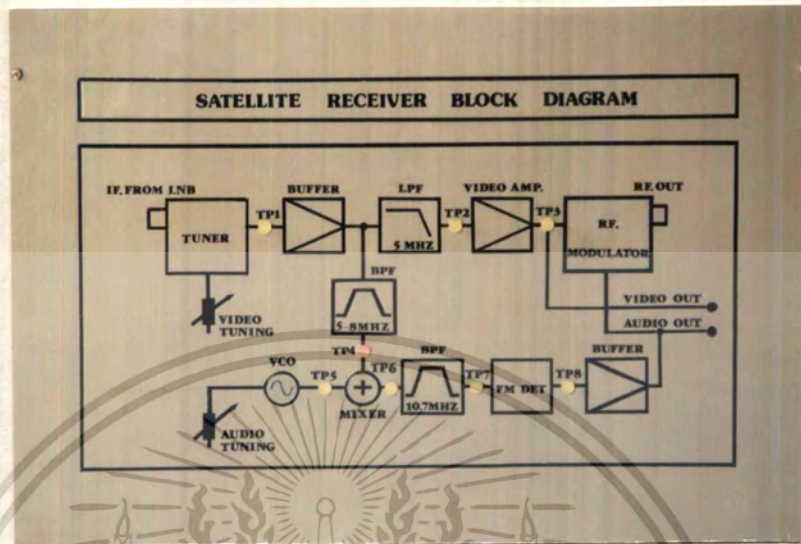 SATELLITE RECEIVER BLOCK DIAGRAM
IF. FROM LNB
BUFFER
LPF
VIDEO AMP.
RF. OUT
TP1
TP2
TP3
TUNER
5 MHZ
RF.
MODULATOR
BPF
VIDEO
TUNING
5-8MHZ
VIDEO OUT
AUDIO OUT
TP4
BPF
BUFFER
VCO
TP5
TP6
TP7
FM DET
TP8
MIXER
10.7MHZ
AUDIO
TUNING